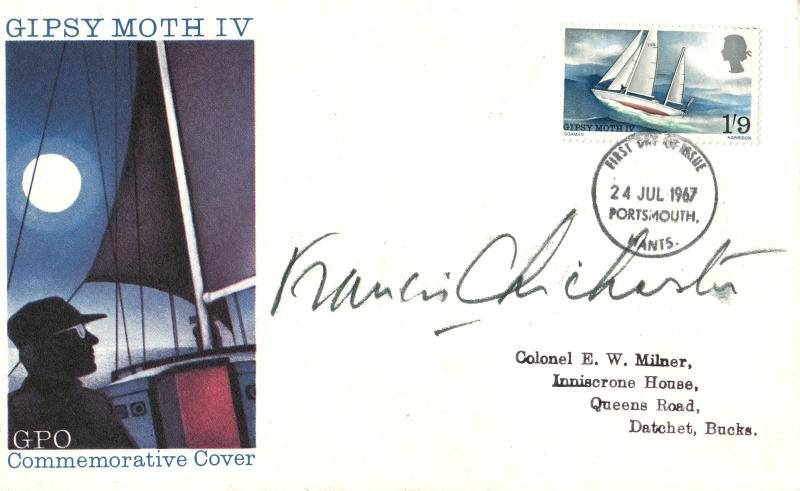 GIPSY MOTH IV
GIPSY MOTH IV
1'9
GOAMAN
HARRISON
FIRST DAY OF ISSUE
24 JUL 1967
PORTSMOUTH,
HANTS.
Francis Chichester
Colonel E. W. Milner,
Inniscrone House,
Queens Road,
Datchet, Bucks.
GPO
Commemorative Cover